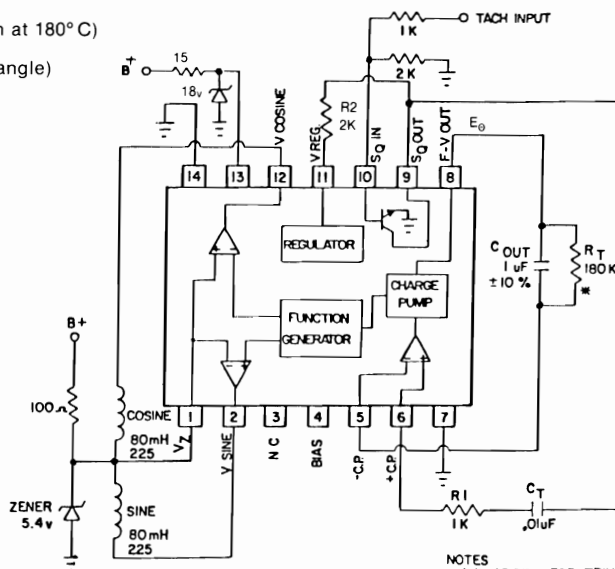 n at 180°C)
angle)
B+
15
18v
1K
TACH INPUT
2K
R2
2K
V COSINE
V REG.
SQ IN
SQ OUT
F-V OUT
Eθ
14
13
12
11
10
9
8
REGULATOR
FUNCTION
GENERATOR
CHARGE
PUMP
COUT
1 uF
±10 %
RT
180 K
*
B+
100Ω
COSINE
80mH
225
ZENER
5.4v
SINE
80mH
225
1
2
3
4
5
6
7
VZ
V SINE
N C
BIAS
-C.P.
+C.P.
R1
1K
CT
.01uF
NOTES